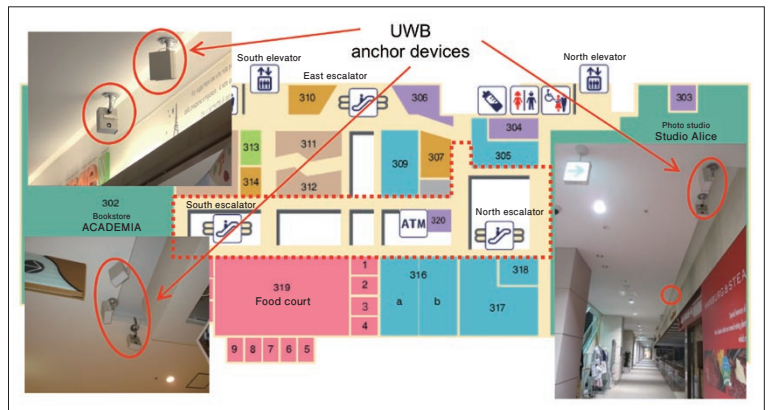 UWB
anchor devices
South elevator
North elevator
East escalator
310
306
303
Photo studio
Studio Alice
304
305
313
311
309
307
314
312
302
Bookstore
ACADEMIA
South escalator
ATM
320
North escalator
319
Food court
1
2
3
4
316
a
b
318
317
9
8
7
6
5
HAMBURG & STEA